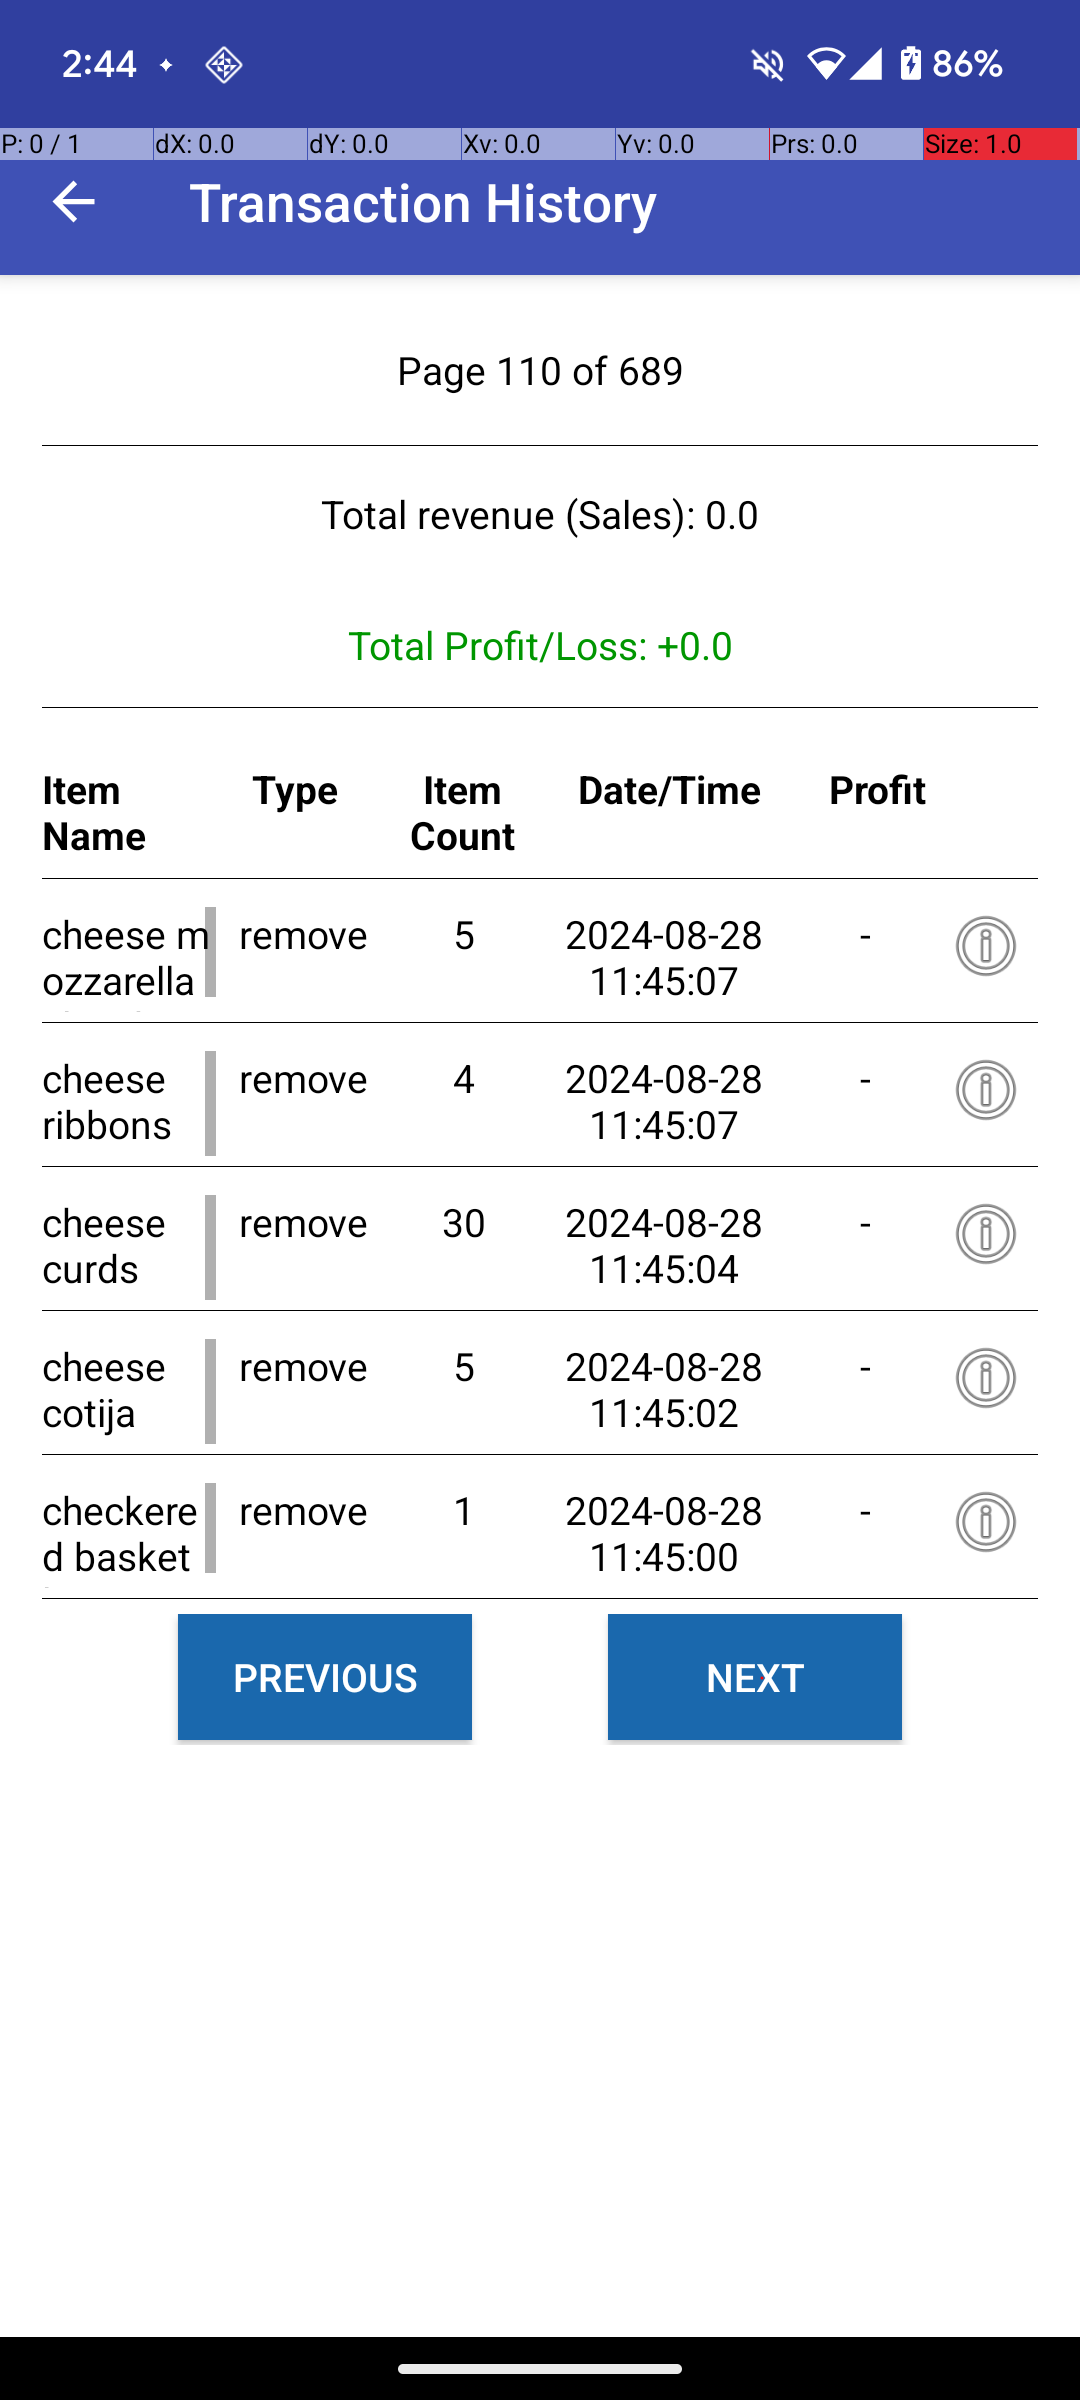 2:44
86%
P: 0 / 1 dX: 0.0 dY: 0.0 Xv: 0.0 Yv: 0.0 Prs: 0.0 Size: 1.0
Transaction History
Page 110 of 689
Total revenue (Sales): 0.0
Total Profit/Loss: +0.0
Item Name Type Item Count Date/Time Profit
cheese m remove 5 2024-08-28 -
ozzarella 11:45:07
cheese remove 4 2024-08-28 -
ribbons 11:45:07
cheese remove 30 2024-08-28 -
curds 11:45:04
cheese remove 5 2024-08-28 -
cotija 11:45:02
checkere remove 1 2024-08-28 -
d basket 11:45:00
PREVIOUS NEXT